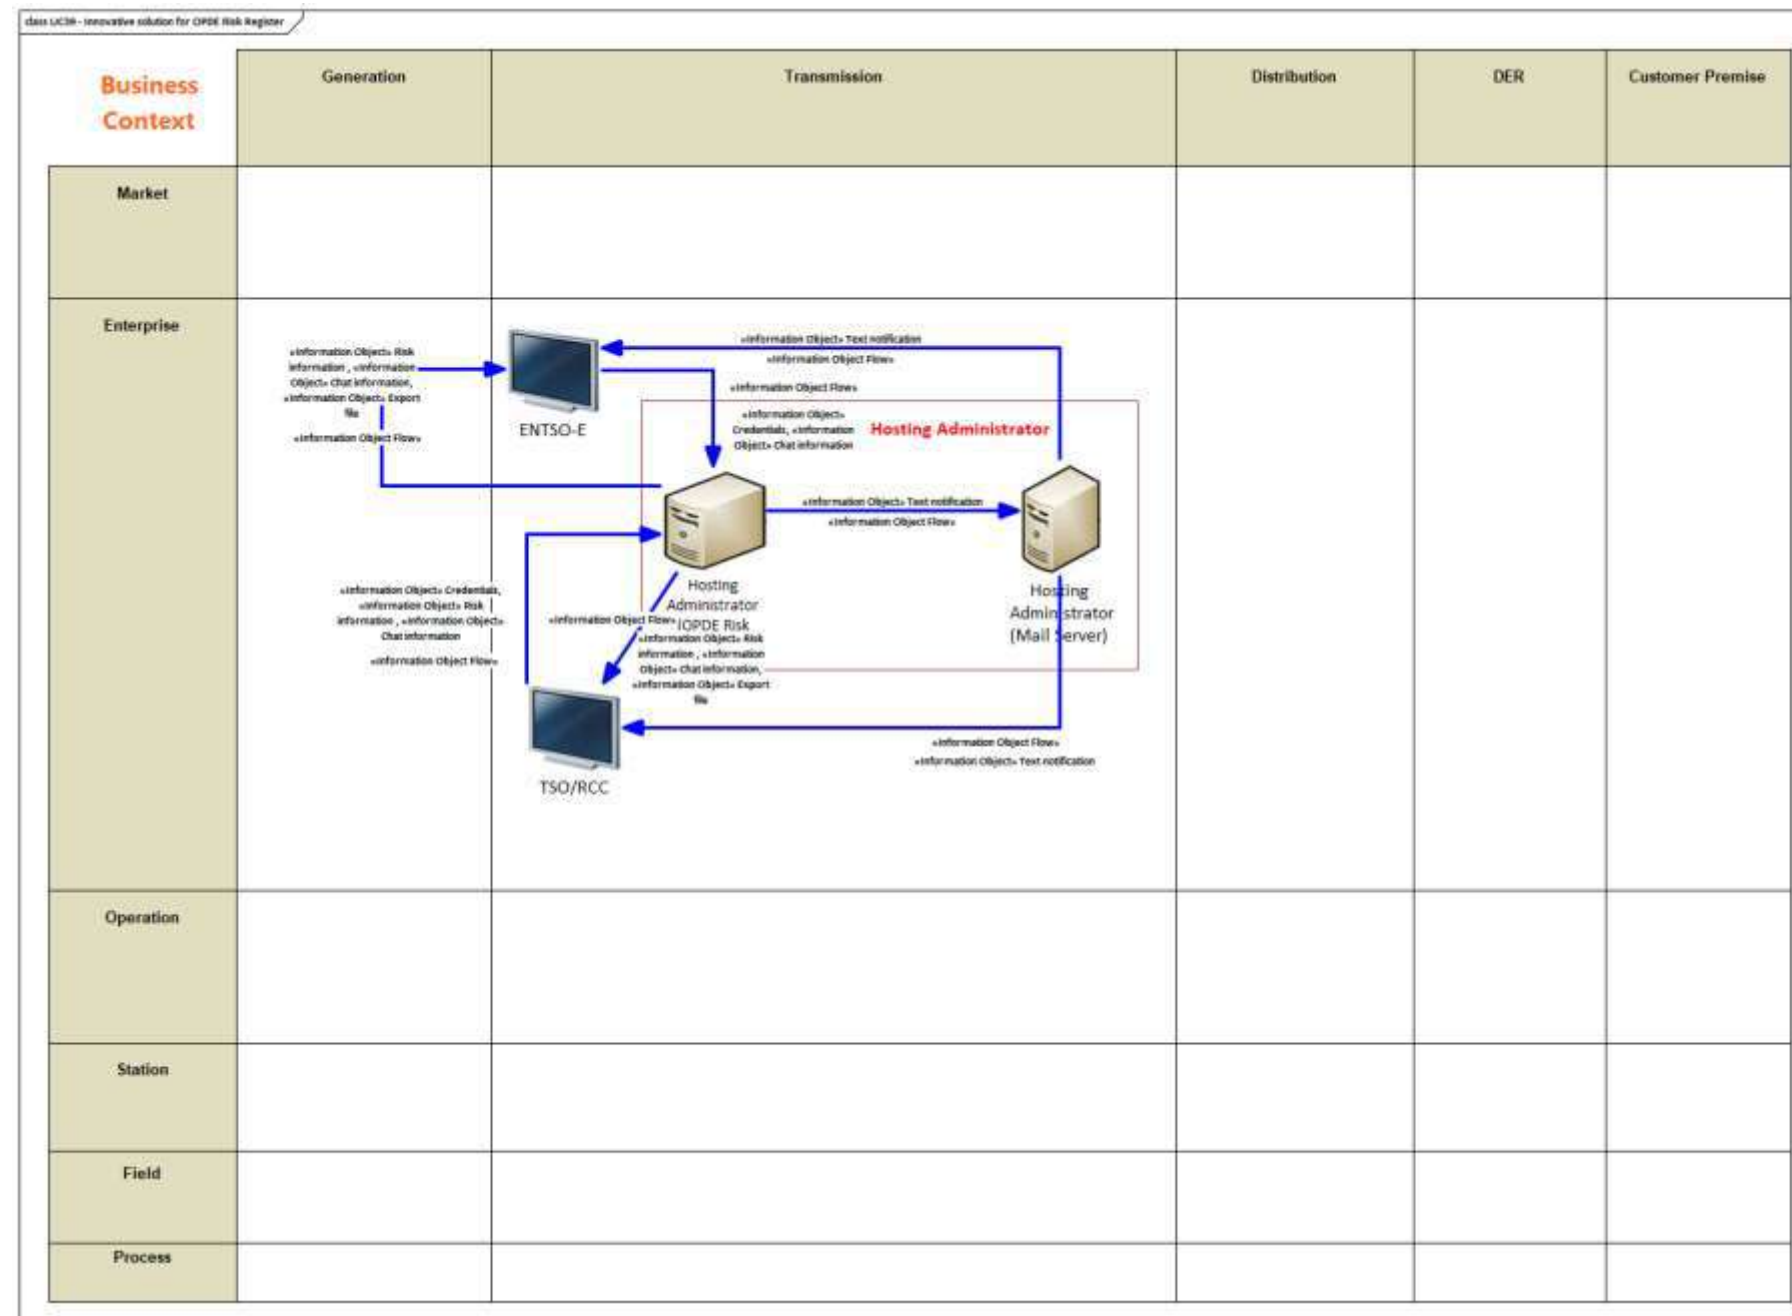 class UC39 - Innovative solution for OPDE Risk Register
Business
Context
Generation
Transmission
Distribution
DER
Customer Premise
Market
Enterprise
«Information Object» Risk
information , «Information
Object» Chat information,
«Information Object» Export
file
«Information Object Flow»
ENTSO-E
«Information Object» Text notification
«Information Object Flow»
«Information Object Flow»
«Information Object»
Credentials, «Information
Object» Chat information
Hosting Administrator
«Information Object» Text notification
«Information Object Flow»
Hosting
Administrator
(OPDE Risk
Hosting
Administrator
(Mail Server)
«Information Object» Credentials,
«Information Object» Risk
information , «Information Object»
Chat information
«Information Object Flow»
«Information Object Flow»
«Information Object» Risk
information , «Information
Object» Chat information,
«Information Object» Export
file
TSO/RCC
«Information Object Flow»
«Information Object» Text notification
Operation
Station
Field
Process